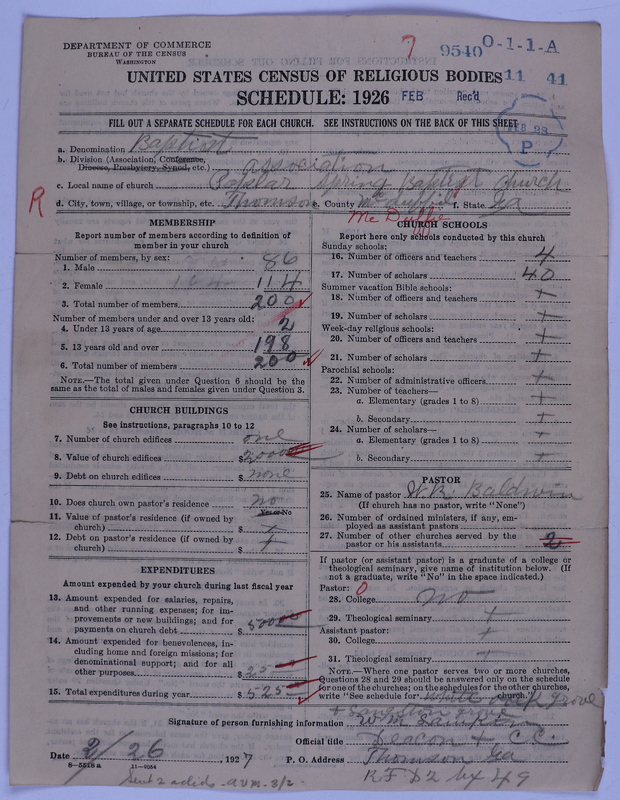 DEPARTMENT OF COMMERCE
BUREAU OF THE CENSUS
WASHINGTON
7 9540 O-1-1-A
UNITED STATES CENSUS OF RELIGIOUS BODIES 11 41
SCHEDULE: 1926 FEB Rec'd
FILL OUT A SEPARATE SCHEDULE FOR EACH CHURCH. SEE INSTRUCTIONS ON THE BACK OF THIS SHEET
FEB 28
P
a. Denomination Baptist
b. Division (Association, Conference,
Diocese, Presbytery, Synod, etc.) association
c. Local name of church Poplar Spring Baptist Church
d. City, town, village, or township, etc. Thomson e. County McDuffie f. State Ga
R
Mc Duffie
MEMBERSHIP
Report number of members according to definition of
member in your church
Number of members, by sex:
1. Male 86
2. Female 114
3. Total number of members 200
Number of members under and over 13 years old:
4. Under 13 years of age 2
5. 13 years old and over 198
6. Total number of members 200
NOTE.—The total given under Question 6 should be the
same as the total of males and females given under Question 3.
CHURCH BUILDINGS
See instructions, paragraphs 10 to 12
7. Number of church edifices one
8. Value of church edifices $2000
9. Debt on church edifices $none
10. Does church own pastor's residence no
Yes or No
11. Value of pastor's residence (if owned by
church) $ +
12. Debt on pastor's residence (if owned by
church) $ +
EXPENDITURES
Amount expended by your church during last fiscal year
13. Amount expended for salaries, repairs,
and other running expenses; for im-
provements or new buildings; and for
payments on church debt $ 500
14. Amount expended for benevolences, in-
cluding home and foreign missions; for
denominational support; and for all
other purposes $ 25
15. Total expenditures during year $ 525
CHURCH SCHOOLS
Report here only schools conducted by this church
Sunday schools:
16. Number of officers and teachers 4
17. Number of scholars 40
Summer vacation Bible schools:
18. Number of officers and teachers +
19. Number of scholars +
Week-day religious schools:
20. Number of officers and teachers +
21. Number of scholars +
Parochial schools:
22. Number of administrative officers +
23. Number of teachers—
a. Elementary (grades 1 to 8) +
b. Secondary +
24. Number of scholars—
a. Elementary (grades 1 to 8) +
b. Secondary +
PASTOR
25. Name of pastor W.R. Baldwin
(If church has no pastor, write "None")
26. Number of ordained ministers, if any, em-
ployed as assistant pastors
27. Number of other churches served by the
pastor or his assistants 2
If pastor (or assistant pastor) is a graduate of a college or
theological seminary, give name of institution below. (If
not a graduate, write "No" in the space indicated.)
Pastor: 0
28. College no
29. Theological seminary +
Assistant pastor:
30. College +
31. Theological seminary +
NOTE.—Where one pastor serves two or more churches,
Questions 28 and 29 should be answered only on the schedule
for one of the churches; on the schedules for the other churches,
write "See schedule for White Oak church." Grove
Signature of person furnishing information
Official title Deacon + C.C.
Date 2/26, 1927 P. O. Address Thomson Ga
R F D 2 bx 49
8—5518a 11—9954